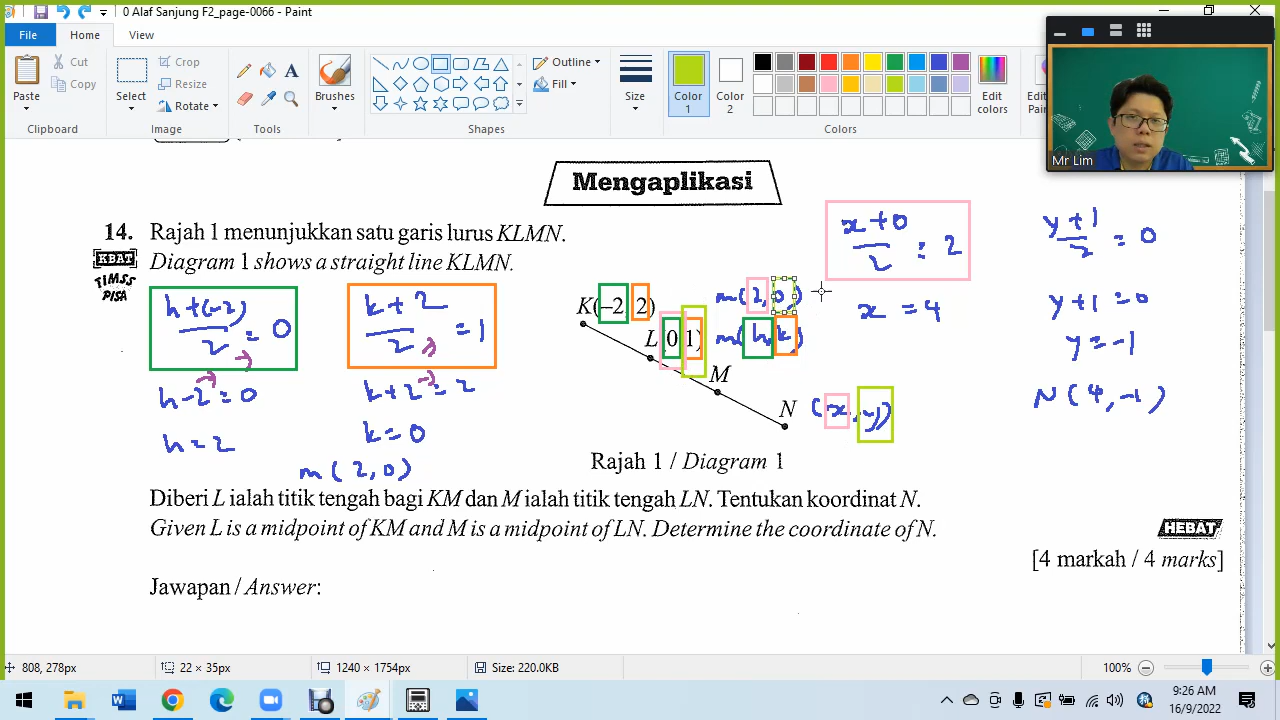 0 Alaf Sanjung F2_page-0066 - Paint
File Home View
Paste
Cut
Copy
Clipboard
Select
Crop
Resize
Rotate
Image
Tools
Brushes
Shapes
Outline
Fill
Size
Color 1
Color 2
Colors
Edit colors
Edit
Pain
Mr Lim
Mengaplikasi
14. Rajah 1 menunjukkan satu garis lurus KLMN.
KBAT
Diagram 1 shows a straight line KLMN.
TIMSS
PISA
h+(-2)/2 = 0
h-2 = 0
h = 2
k+2/2 = 1
k+2 = 2
k = 0
m(2,0)
K(–2, 2)
L(0,1)
M
N (x,y)
m(2,0)
m(h,k)
x+0/2 = 2
x = 4
y+1/2 = 0
y+1 = 0
y = -1
N(4,-1)
Rajah 1 / Diagram 1
Diberi L ialah titik tengah bagi KM dan M ialah titik tengah LN. Tentukan koordinat N.
Given L is a midpoint of KM and M is a midpoint of LN. Determine the coordinate of N.
HEBAT
[4 markah / 4 marks]
Jawapan / Answer:
808, 278px
22 × 35px
1240 × 1754px
Size: 220.0KB
100%
9:26 AM
16/9/2022